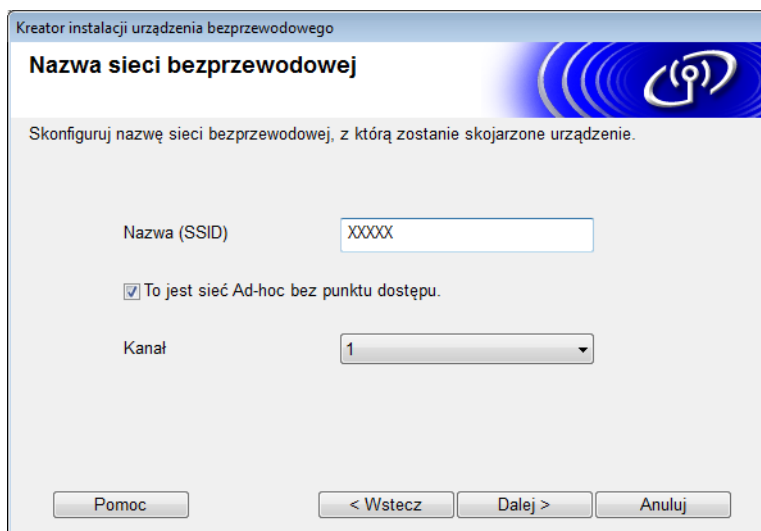 Kreator instalacji urządzenia bezprzewodowego
Nazwa sieci bezprzewodowej
Skonfiguruj nazwę sieci bezprzewodowej, z którą zostanie skojarzone urządzenie.
Nazwa (SSID) XXXXX
To jest sieć Ad-hoc bez punktu dostępu.
Kanał 1
Pomoc < Wstecz Dalej > Anuluj